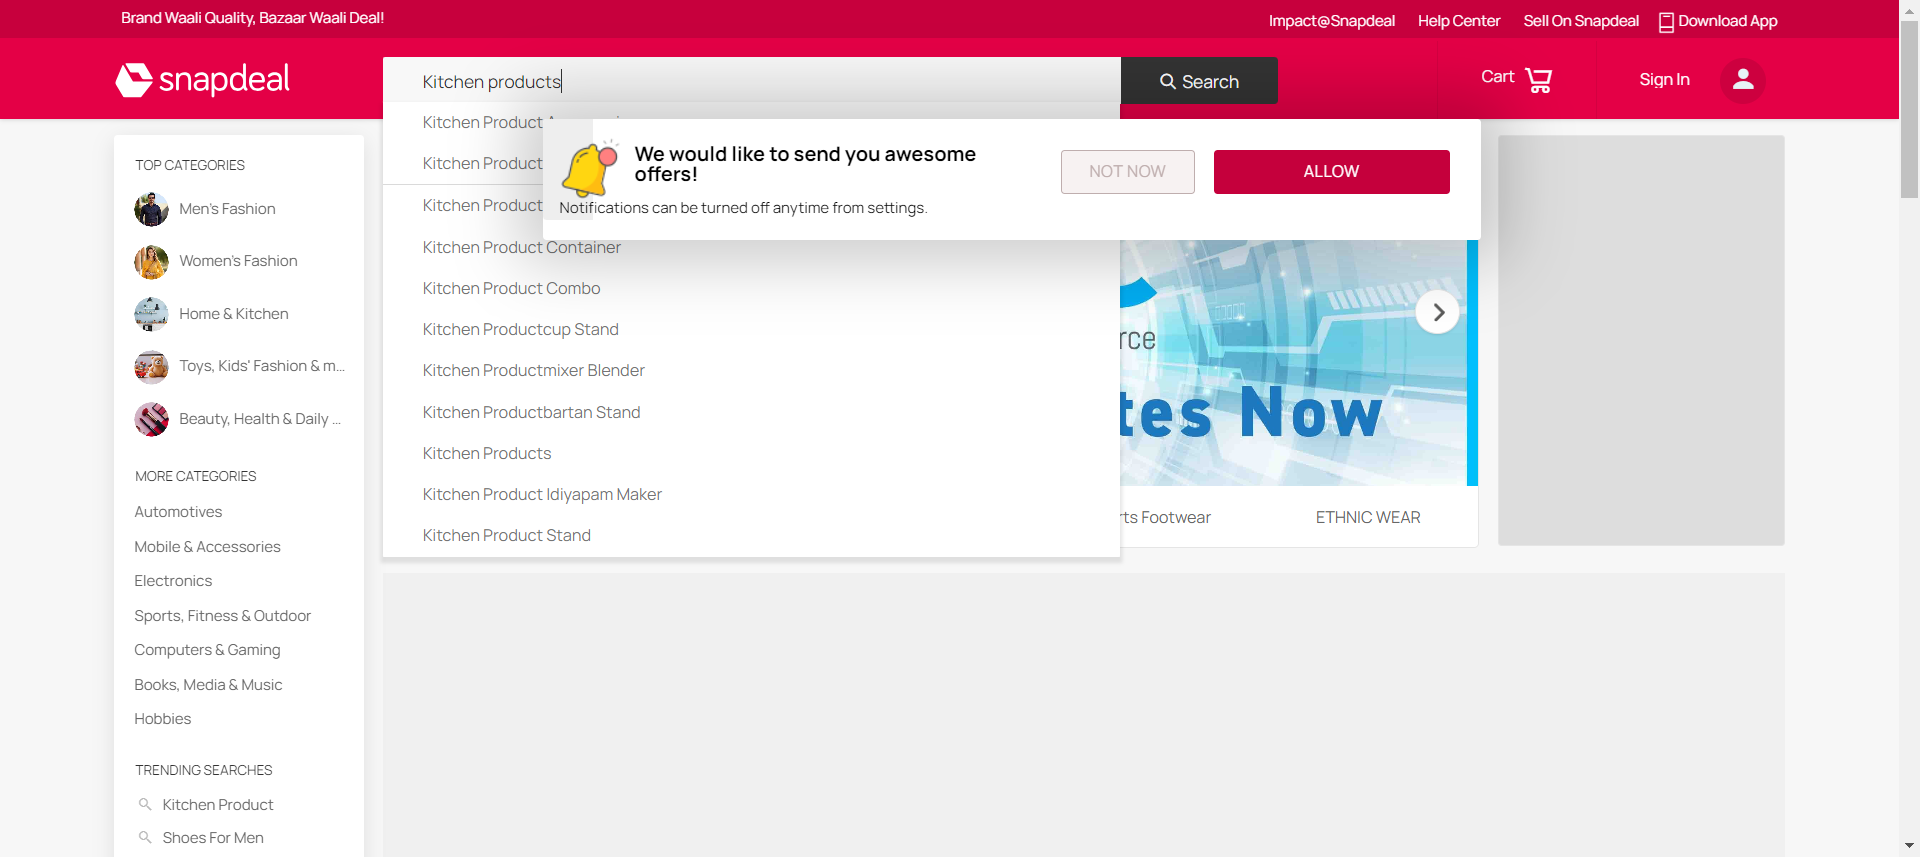 Brand Waali Quality, Bazaar Waali Deal!
Impact@Snapdeal Help Center Sell On Snapdeal Download App
snapdeal
Kitchen products
Search
Cart
Sign In
TOP CATEGORIES
Men's Fashion
Women's Fashion
Home & Kitchen
Toys, Kids' Fashion & m...
Beauty, Health & Daily ...
MORE CATEGORIES
Automotives
Mobile & Accessories
Electronics
Sports, Fitness & Outdoor
Computers & Gaming
Books, Media & Music
Hobbies
TRENDING SEARCHES
Kitchen Product
Shoes For Men
Kitchen Product
Kitchen Product
Kitchen Product
Kitchen Product Container
Kitchen Product Combo
Kitchen Productcup Stand
Kitchen Productmixer Blender
Kitchen Productbartan Stand
Kitchen Products
Kitchen Product Idiyapam Maker
Kitchen Product Stand
We would like to send you awesome
offers!
Notifications can be turned off anytime from settings.
NOT NOW
ALLOW
Now
Footwear
ETHNIC WEAR